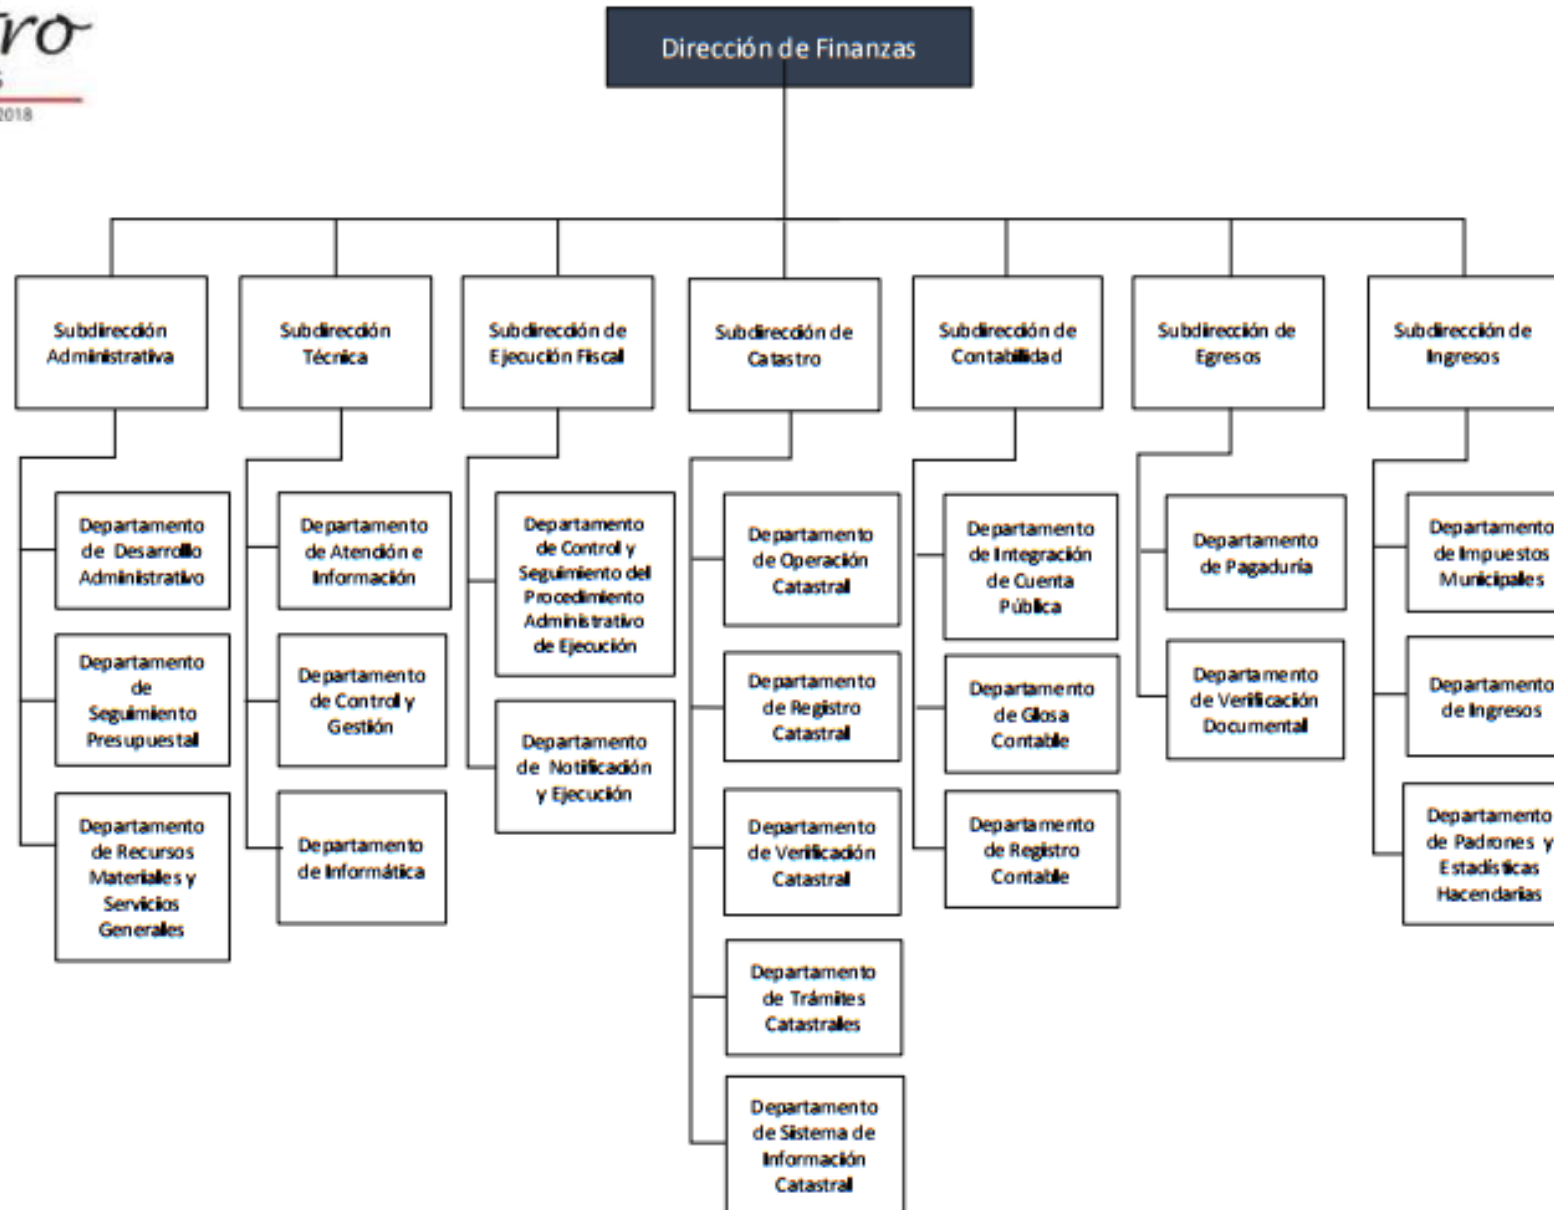 2018
Dirección de Finanzas
Subdirección
Administrativa
Subdirección
Técnica
Subdirección de
Ejecución Fiscal
Subdirección de
Catastro
Subdirección de
Contabilidad
Subdirección de
Egresos
Subdirección de
Ingresos
Departamento
de Desarrollo
Administrativo
Departamento
de
Seguimiento
Presupuestal
Departamento
de Recursos
Materiales y
Servicios
Generales
Departamento
de Atención e
Información
Departamento
de Control y
Gestión
Departamento
de Informática
Departamento
de Control y
Seguimiento del
Procedimiento
Administrativo
de Ejecución
Departamento
de Notificación
y Ejecución
Departamento
de Operación
Catastral
Departamento
de Registro
Catastral
Departamento
de Verificación
Catastral
Departamento
de Trámites
Catastrales
Departamento
de Sistema de
Información
Catastral
Departamento
de Integración
de Cuenta
Pública
Departamento
de Glosa
Contable
Departamento
de Registro
Contable
Departamento
de Pagaduría
Departamento
de Verificación
Documental
Departamento
de Impuestos
Municipales
Departamento
de Ingresos
Departamento
de Padrones y
Estadísticas
Hacendarias